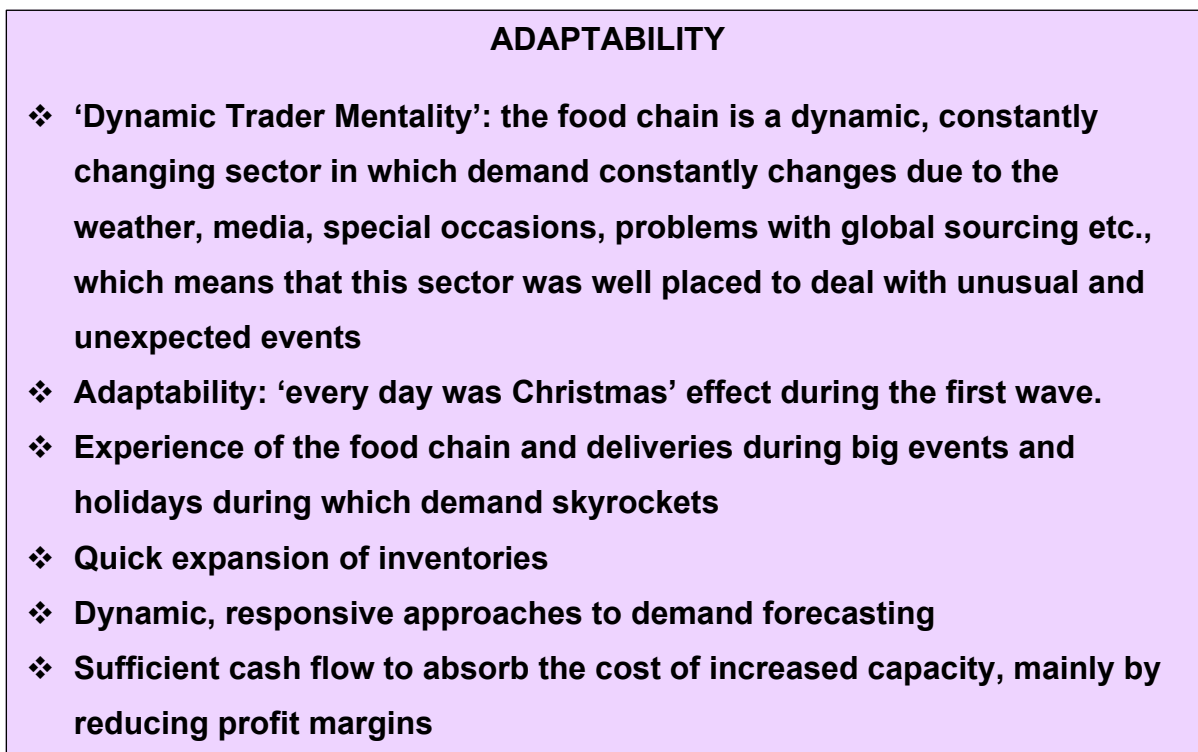 ADAPTABILITY
❖ ‘Dynamic Trader Mentality’: the food chain is a dynamic, constantly
changing sector in which demand constantly changes due to the
weather, media, special occasions, problems with global sourcing etc.,
which means that this sector was well placed to deal with unusual and
unexpected events
❖ Adaptability: ‘every day was Christmas’ effect during the first wave.
❖ Experience of the food chain and deliveries during big events and
holidays during which demand skyrockets
❖ Quick expansion of inventories
❖ Dynamic, responsive approaches to demand forecasting
❖ Sufficient cash flow to absorb the cost of increased capacity, mainly by
reducing profit margins